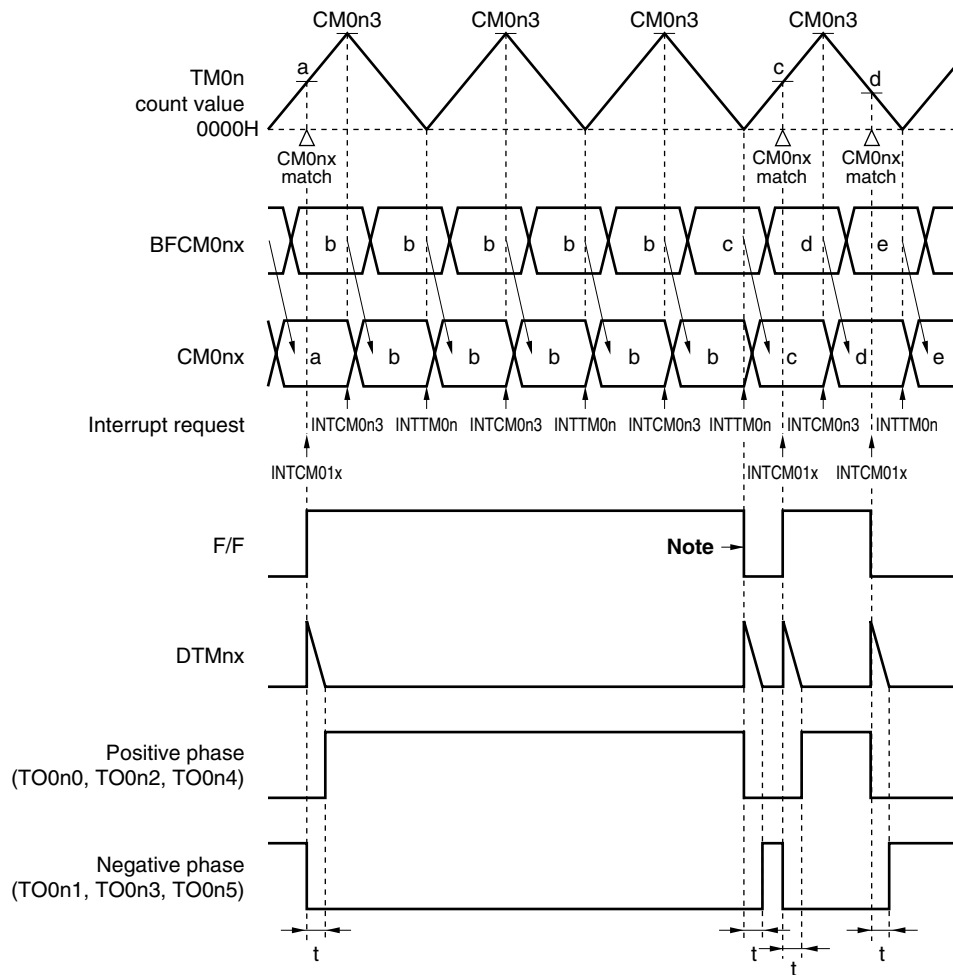 CM0n3 CM0n3 CM0n3 CM0n3
a c d
TM0n
count value
0000H
CM0nx
match
CM0nx
match
CM0nx
match
BFCM0nx b b b b b c d e
CM0nx a b b b b b c d e
Interrupt request INTCM0n3 INTTM0n INTCM0n3 INTTM0n INTCM0n3 INTTM0n INTCM0n3 INTTM0n
INTCM01x INTCM01x INTCM01x
F/F Note
DTMnx
Positive phase
(TO0n0, TO0n2, TO0n4)
Negative phase
(TO0n1, TO0n3, TO0n5)
t t t t